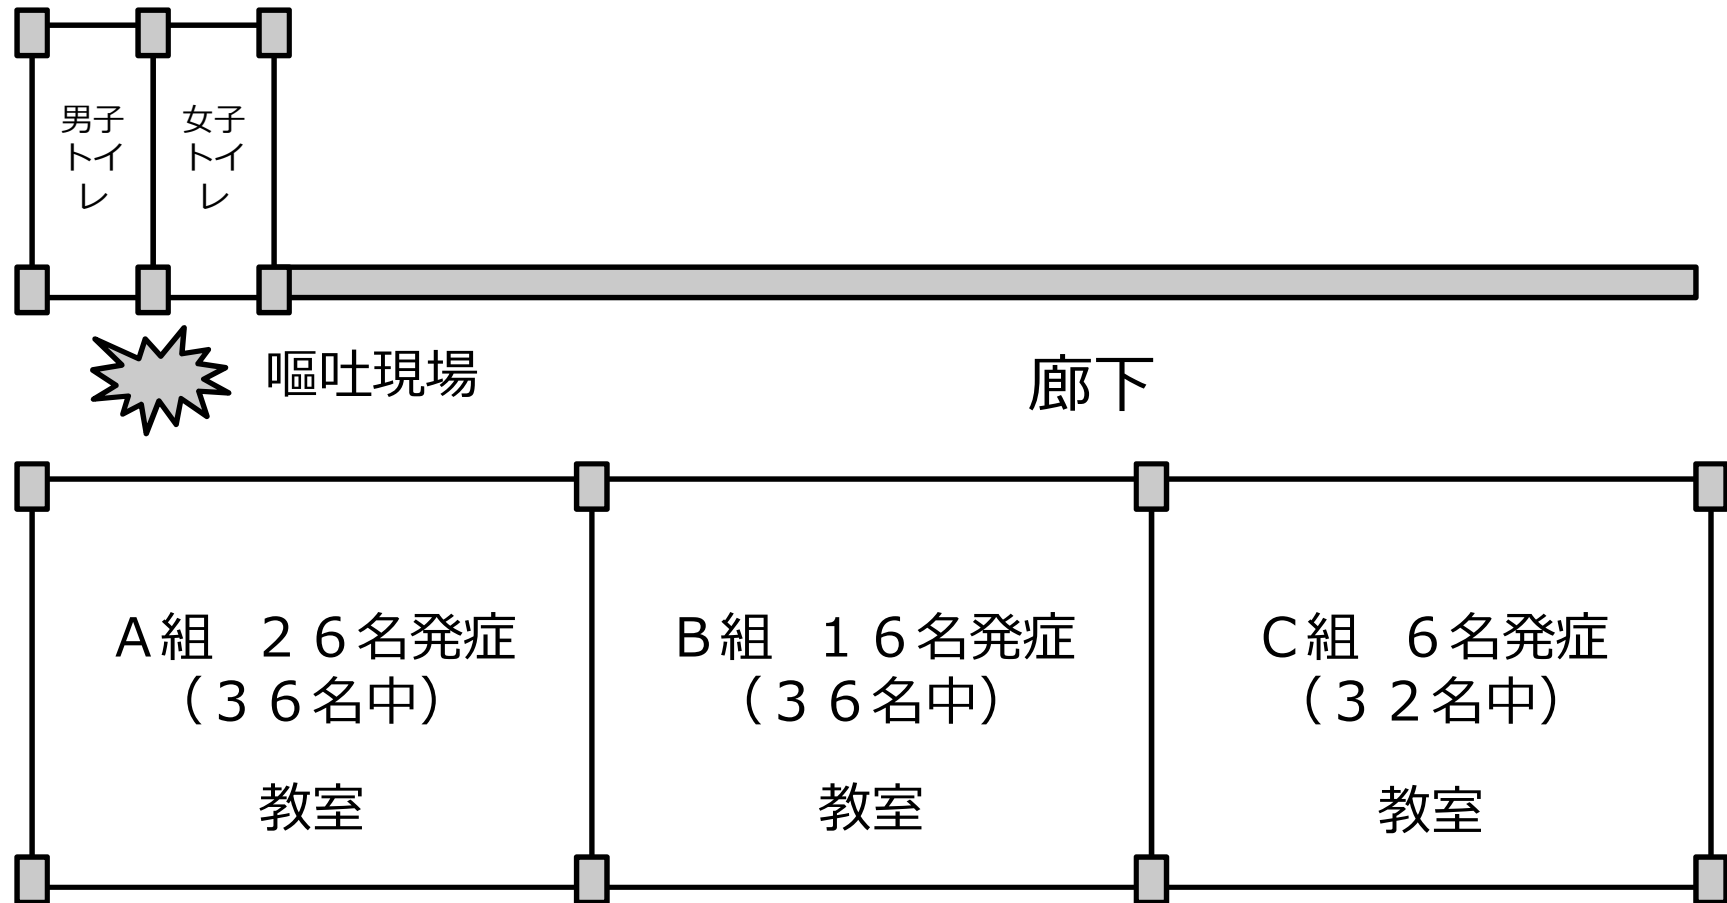 男子
トイ
レ
女子
トイ
レ
嘔吐現場
廊下
A組　２６名発症
（３６名中）
教室
B組　１６名発症
（３６名中）
教室
C組　６名発症
（３２名中）
教室